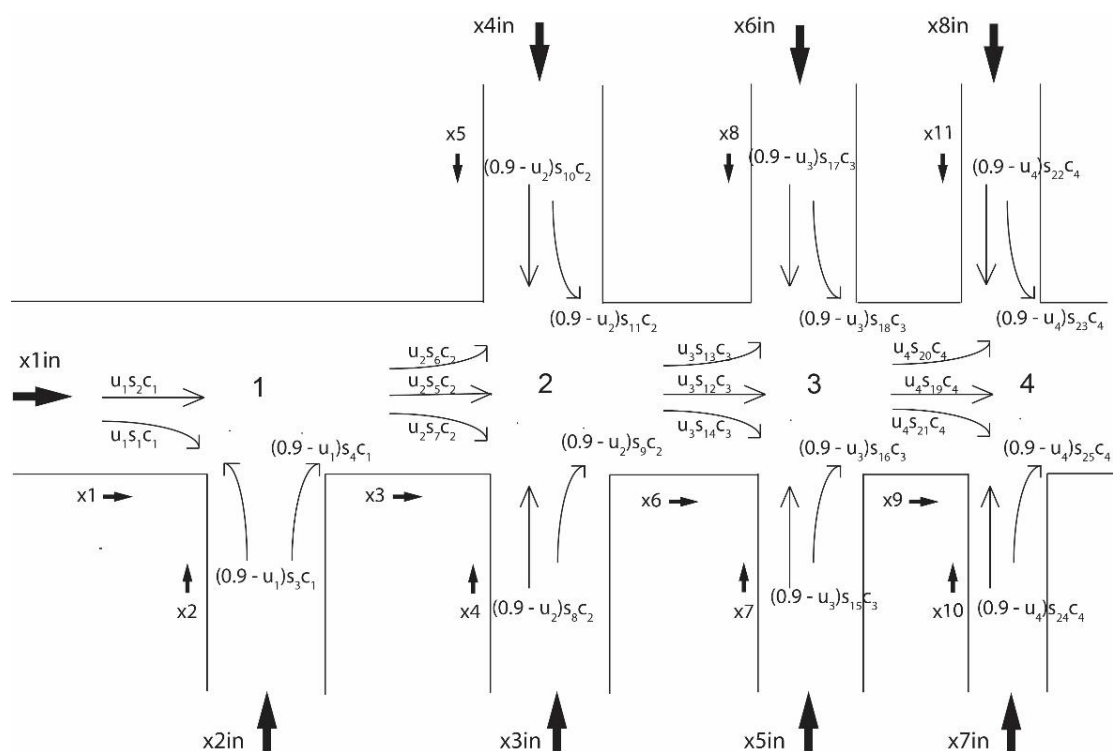 x4in
x6in
x8in
x5
x8
x11
(0.9 - u₂)s₁₀c₂
(0.9 - u₃)s₁₇c₃
(0.9 - u₄)s₂₂c₄
(0.9 - u₂)s₁₁c₂
(0.9 - u₃)s₁₈c₃
(0.9 - u₄)s₂₃c₄
x1in
u₁s₂c₁
u₁s₁c₁
1
u₂s₆c₂
u₂s₅c₂
u₂s₇c₂
2
u₃s₁₃c₃
u₃s₁₂c₃
u₃s₁₄c₃
3
u₄s₂₀c₄
u₄s₁₉c₄
u₄s₂₁c₄
4
(0.9 - u₁)s₄c₁
(0.9 - u₂)s₉c₂
(0.9 - u₃)s₁₆c₃
(0.9 - u₄)s₂₅c₄
x1
x3
x6
x9
x2
(0.9 - u₁)s₃c₁
x4
(0.9 - u₂)s₈c₂
x7
(0.9 - u₃)s₁₅c₃
x10
(0.9 - u₄)s₂₄c₄
x2in
x3in
x5in
x7in